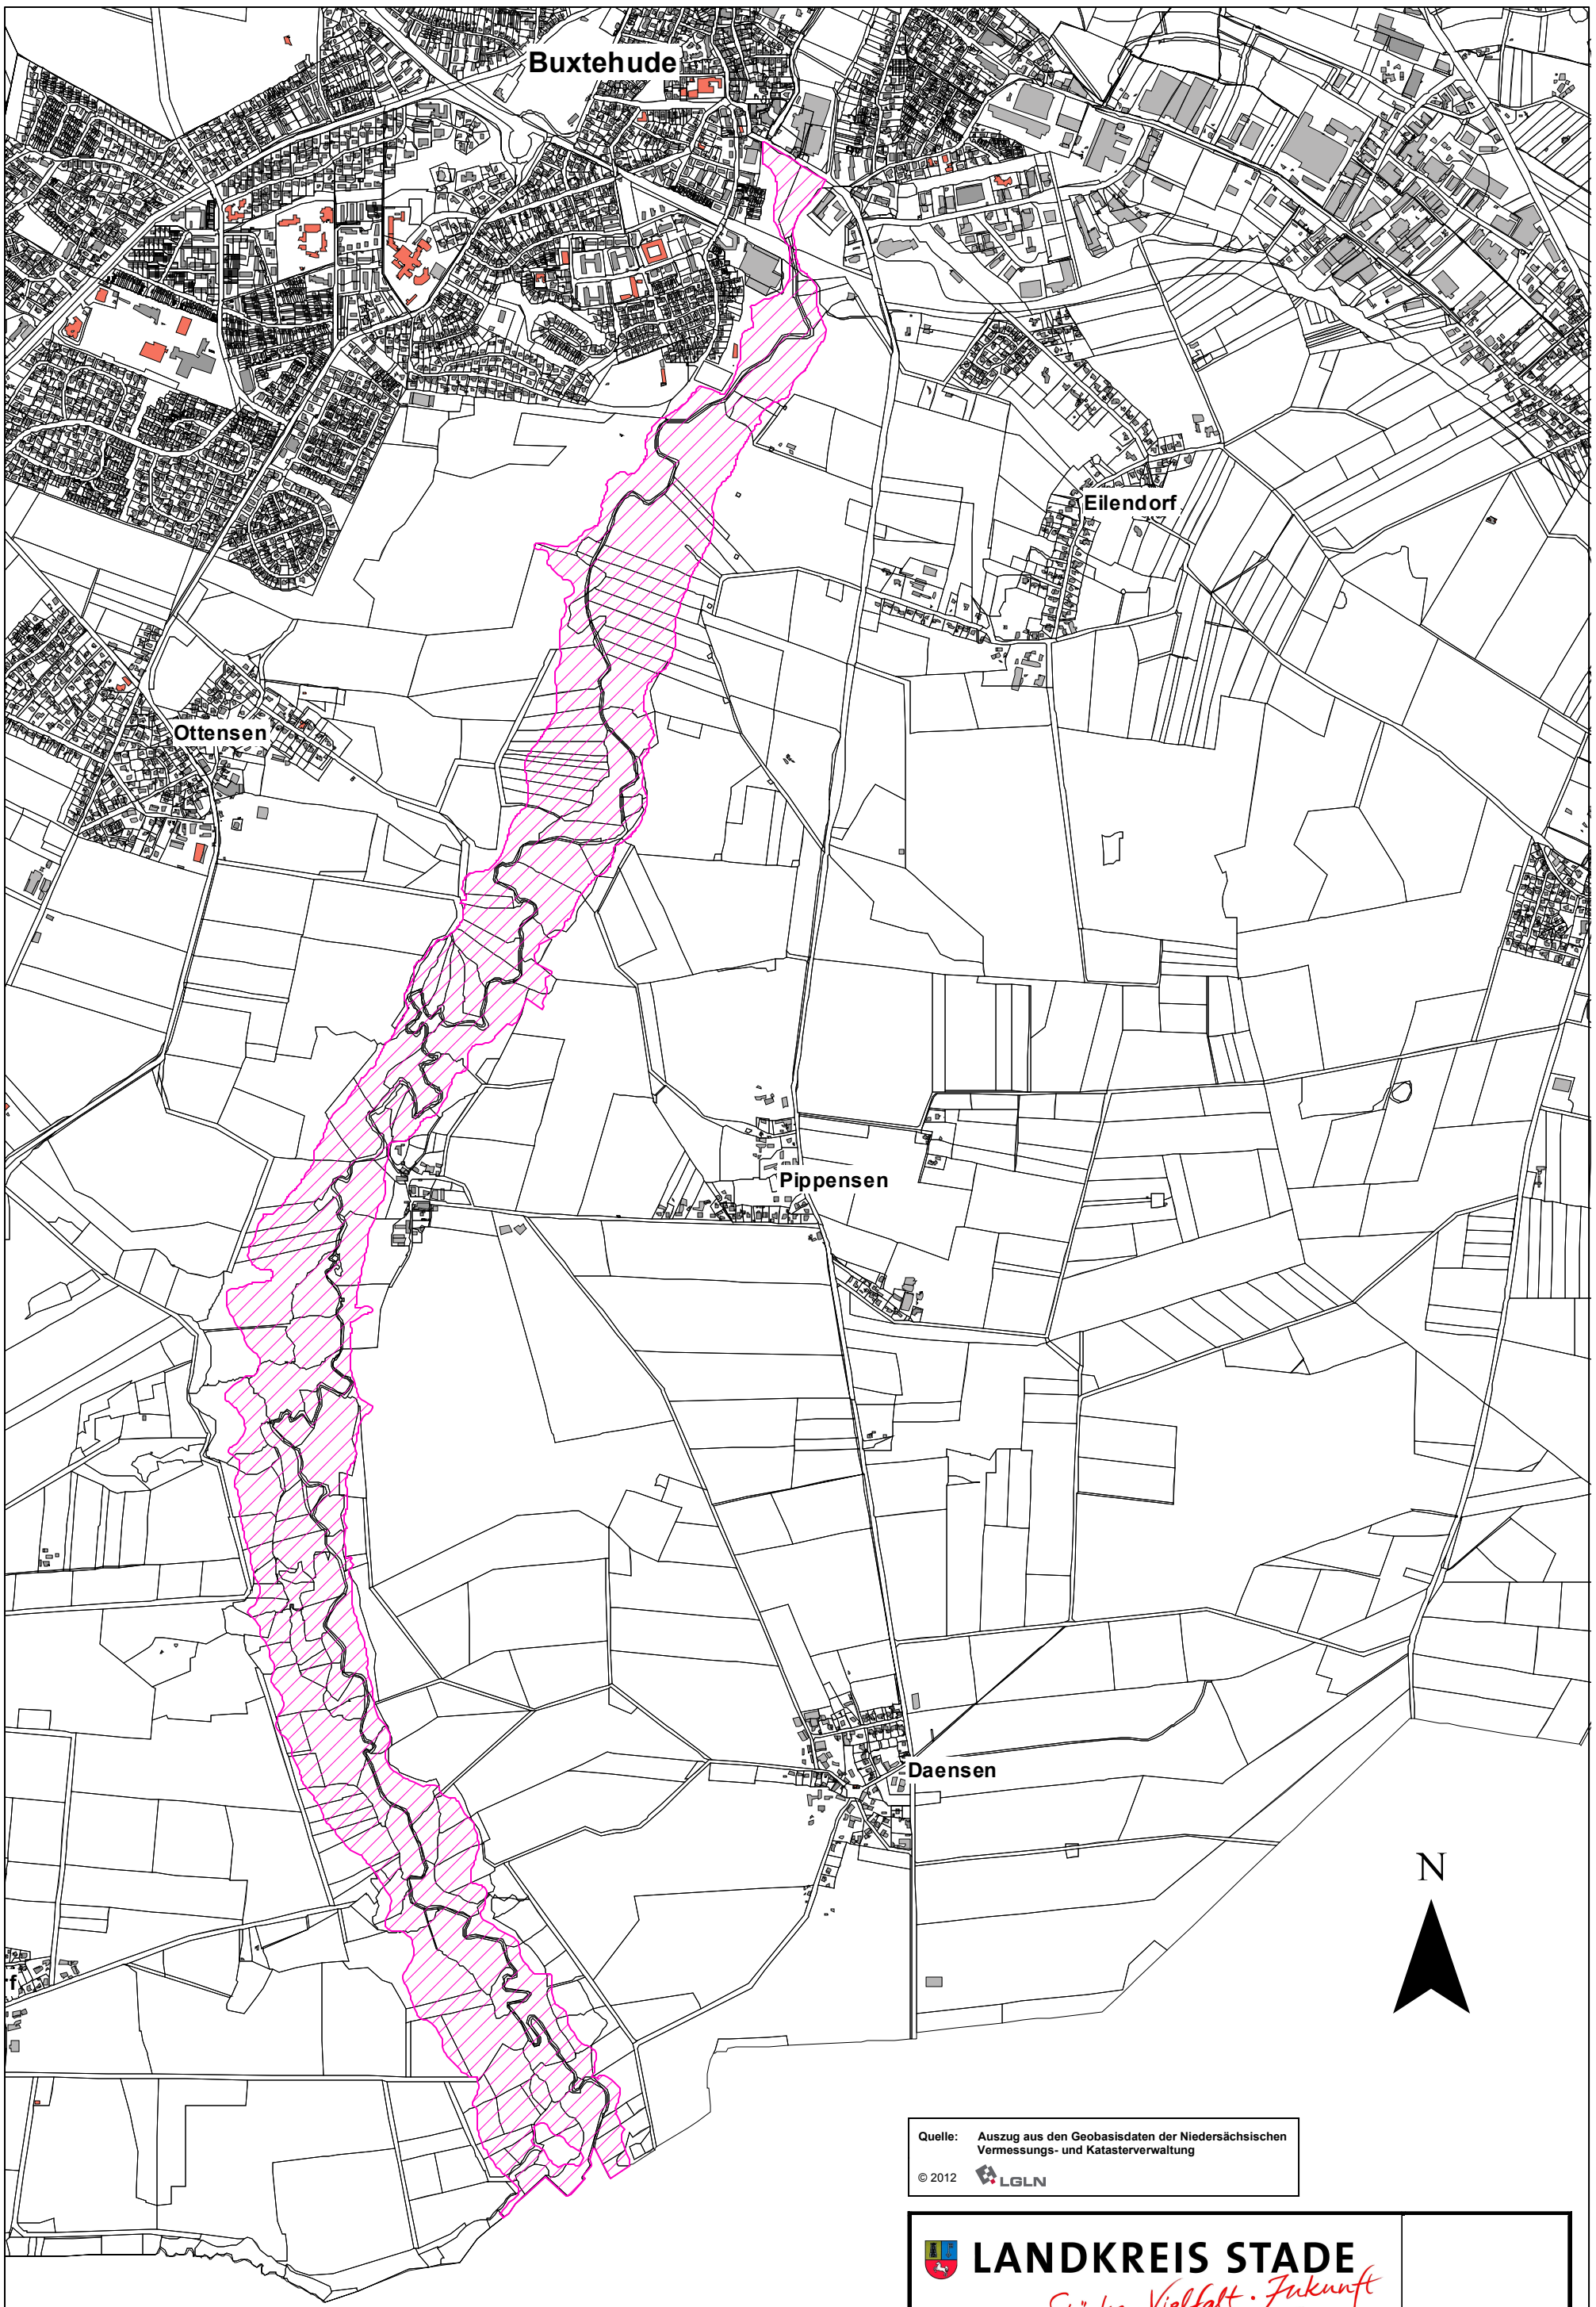 Buxtehude
Eilendorf
Ottensen
Pippensen
Daensen
N
Quelle: Auszug aus den Geobasisdaten der Niedersächsischen
Vermessungs- und Katasterverwaltung
© 2012 LGLN
LANDKREIS STADE
Vielfalt · Zukunft